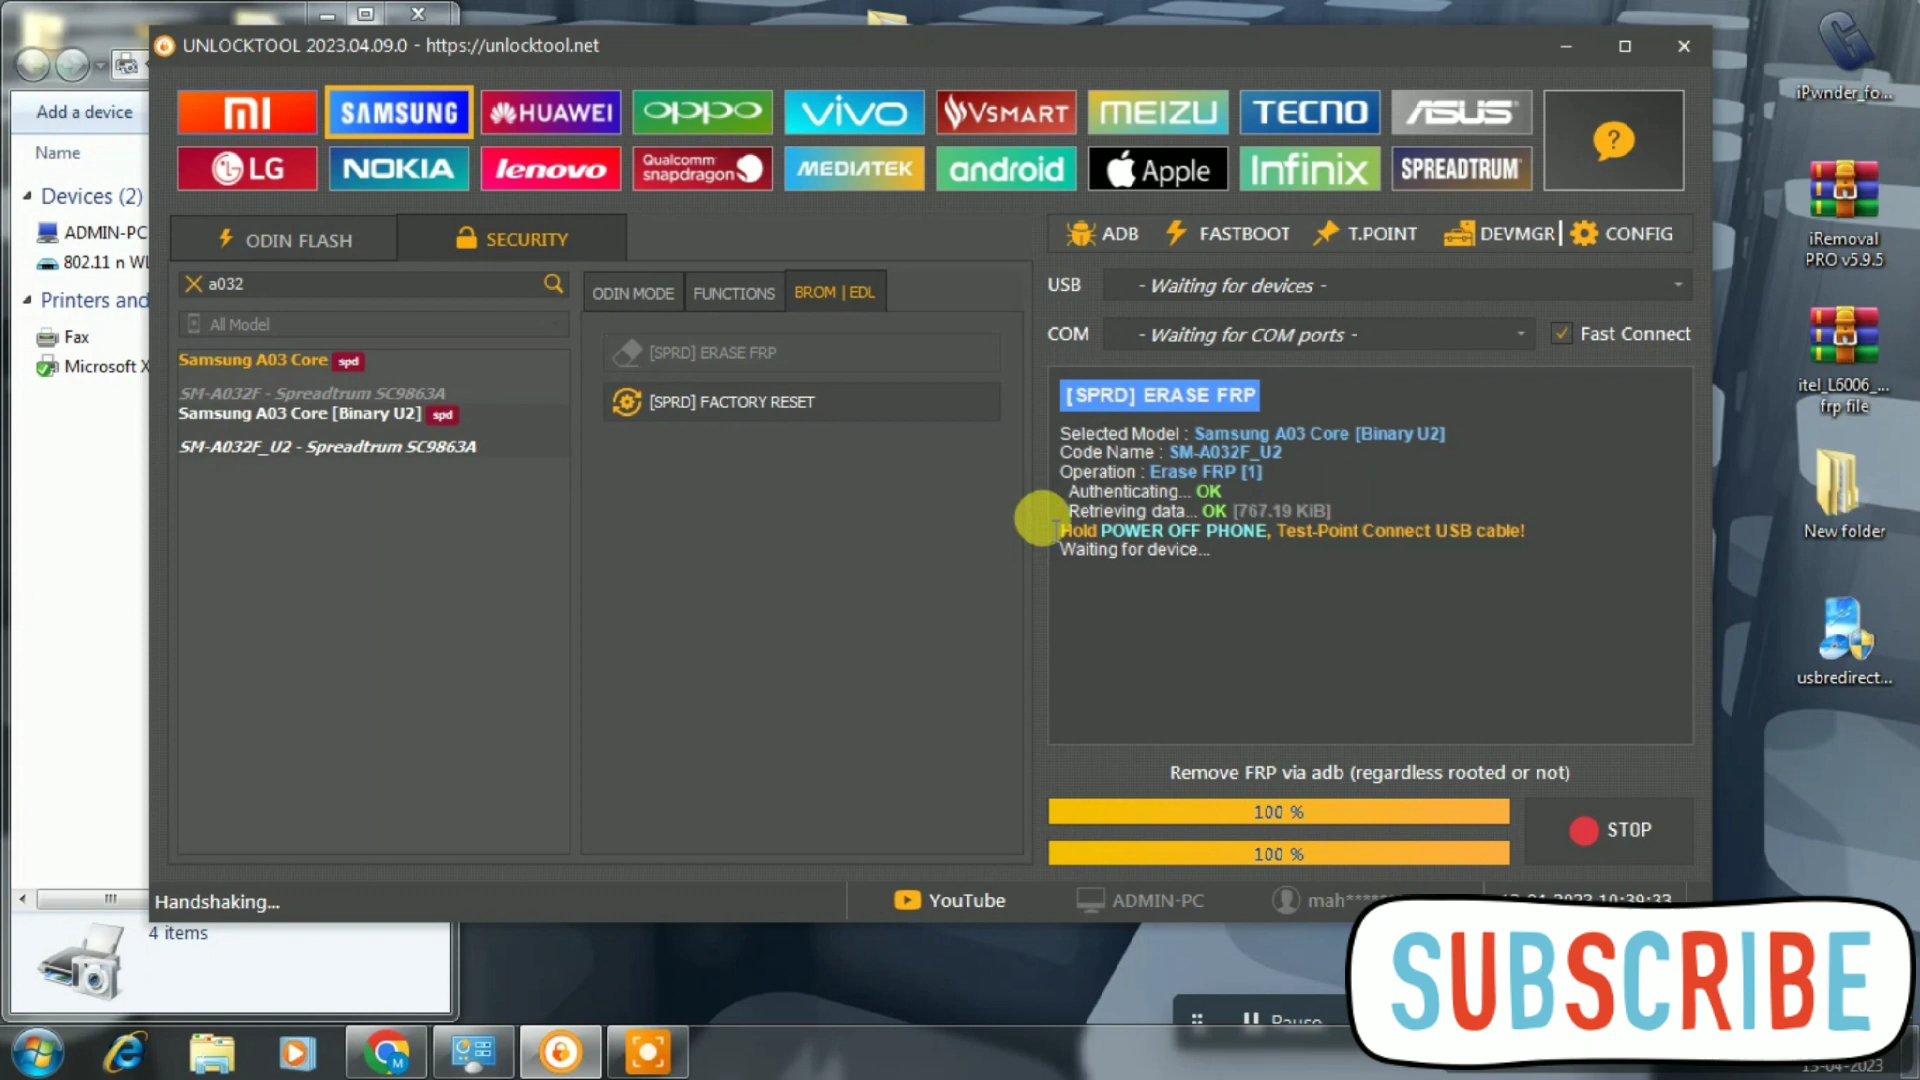 UNLOCKTOOL 2023.04.09.0 - https://unlocktool.net
Add a device
Name
Devices (2)
ADMIN-PC
802.11 n WL
Printers and
Fax
Microsoft X
4 items
mi
SAMSUNG
HUAWEI
oppo
vivo
VSMART
MEIZU
TECNO
ASUS
?
LG
NOKIA
lenovo
Qualcomm snapdragon
MEDIATEK
android
Apple
Infinix
SPREADTRUM
ODIN FLASH
SECURITY
ADB
FASTBOOT
T.POINT
DEVMGR
CONFIG
a032
All Model
Samsung A03 Core spd
SM-A032F - Spreadtrum SC9863A
Samsung A03 Core [Binary U2] spd
SM-A032F_U2 - Spreadtrum SC9863A
ODIN MODE
FUNCTIONS
BROM | EDL
[SPRD] ERASE FRP
[SPRD] FACTORY RESET
USB - Waiting for devices -
COM - Waiting for COM ports -
Fast Connect
[SPRD] ERASE FRP
Selected Model : Samsung A03 Core [Binary U2]
Code Name : SM-A032F_U2
Operation : Erase FRP [1]
Authenticating... OK
Retrieving data... OK [767.19 KiB]
Hold POWER OFF PHONE, Test-Point Connect USB cable!
Waiting for device...
Remove FRP via adb (regardless rooted or not)
100 %
100 %
STOP
Handshaking...
YouTube
ADMIN-PC
mah****
Pause
SUBSCRIBE
13-04-2023
iPwnder_fo...
iRemoval
PRO v5.9.5
itel_L6006_...
frp file
New folder
usbredirect...